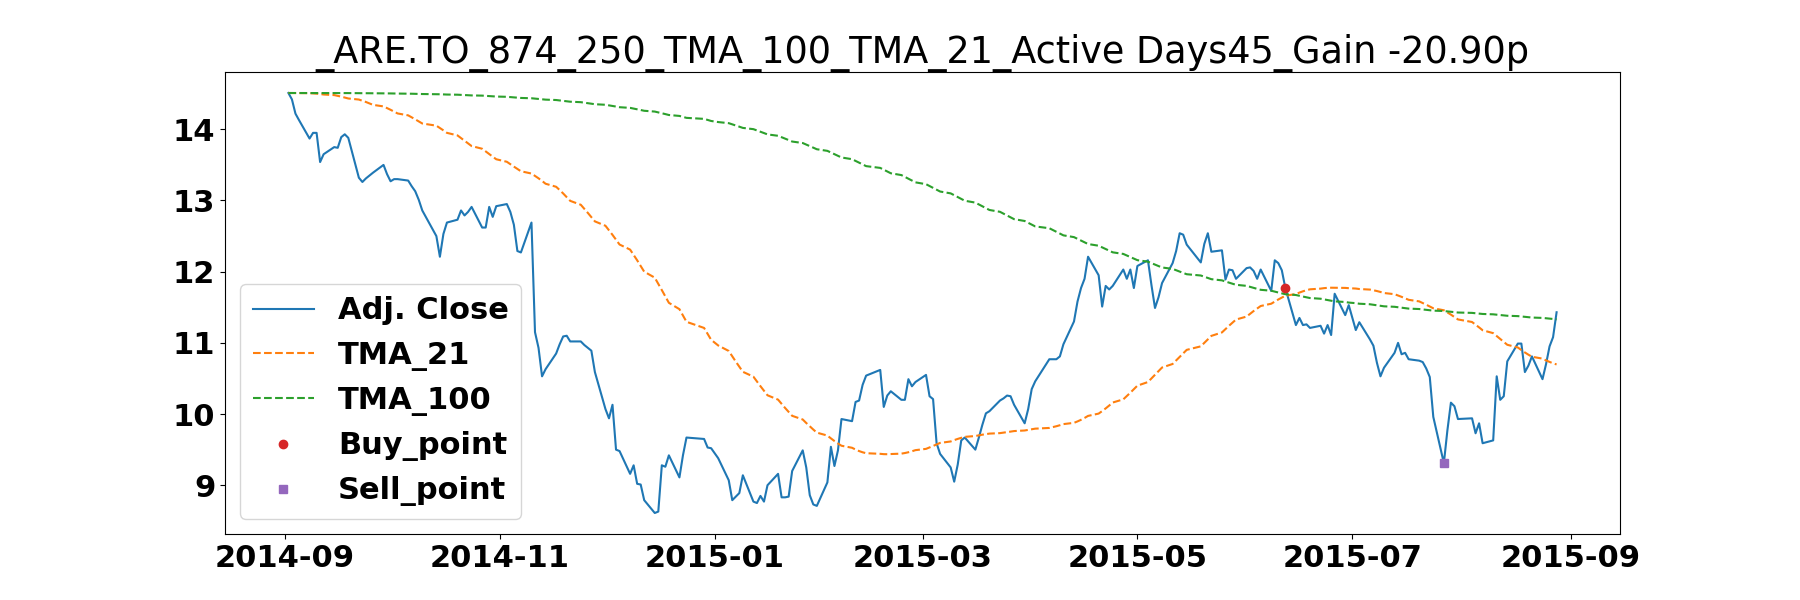 _ARE.TO_874_250_TMA_100_TMA_21_Active Days45_Gain -20.90p
14
13
12
11
10
9
Adj. Close
TMA_21
TMA_100
Buy_point
Sell_point
2014-09 2014-11 2015-01 2015-03 2015-05 2015-07 2015-09